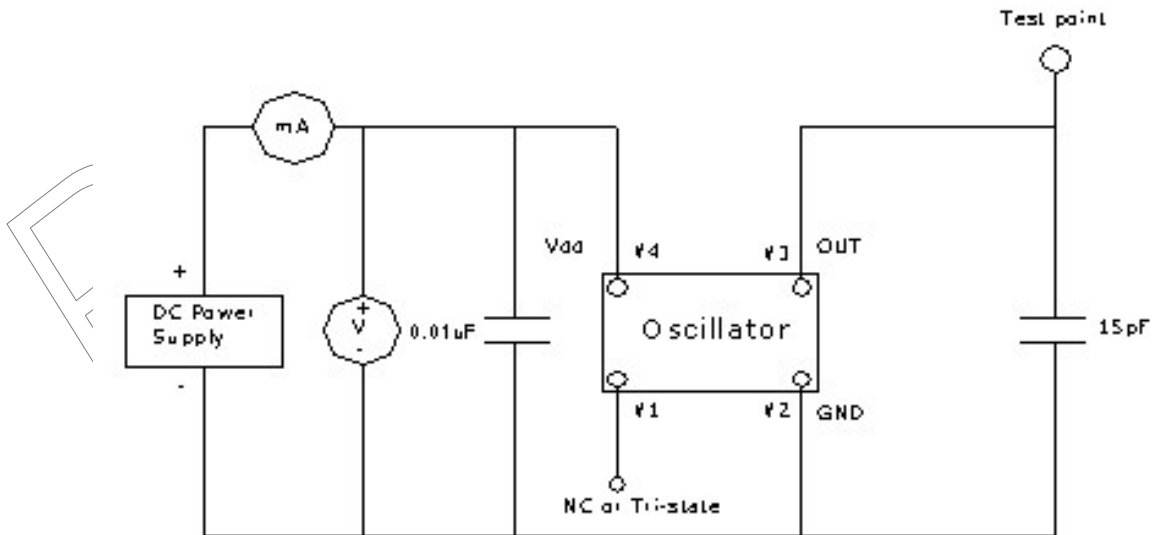 Test point
mA
Vdd
#4
#3
OUT
+
DC Power
Supply
-
+
V
-
0.01uF
Oscillator
15pF
#1
#2
GND
NC or Tri-state